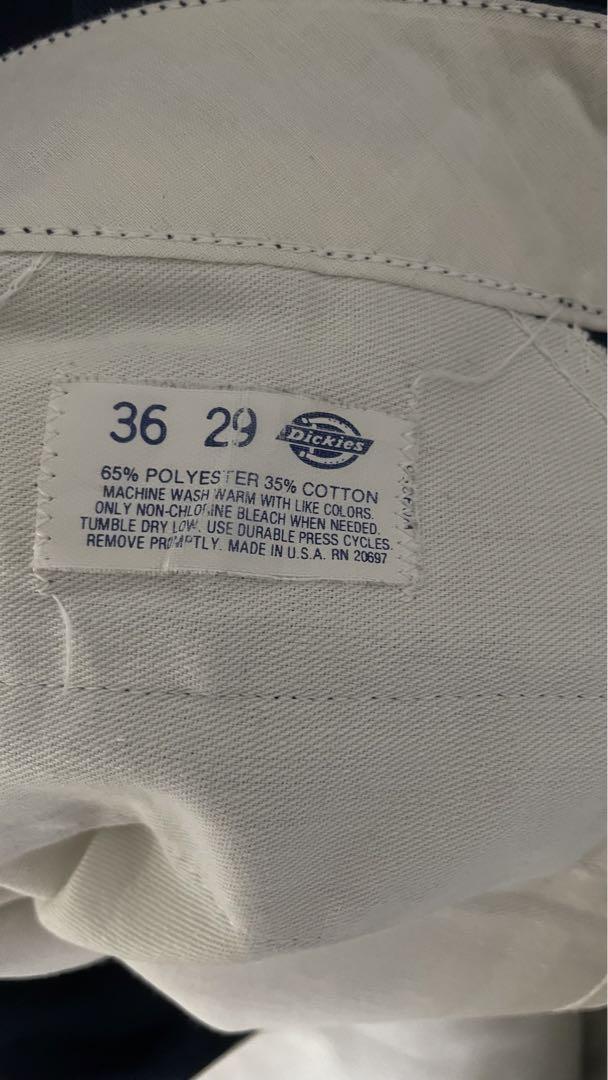 36 29 Dickies
65% POLYESTER 35% COTTON
MACHINE WASH WARM WITH LIKE COLORS.
ONLY NON-CHLORINE BLEACH WHEN NEEDED.
TUMBLE DRY LOW. USE DURABLE PRESS CYCLES.
REMOVE PROMPTLY. MADE IN U.S.A. RN 20697